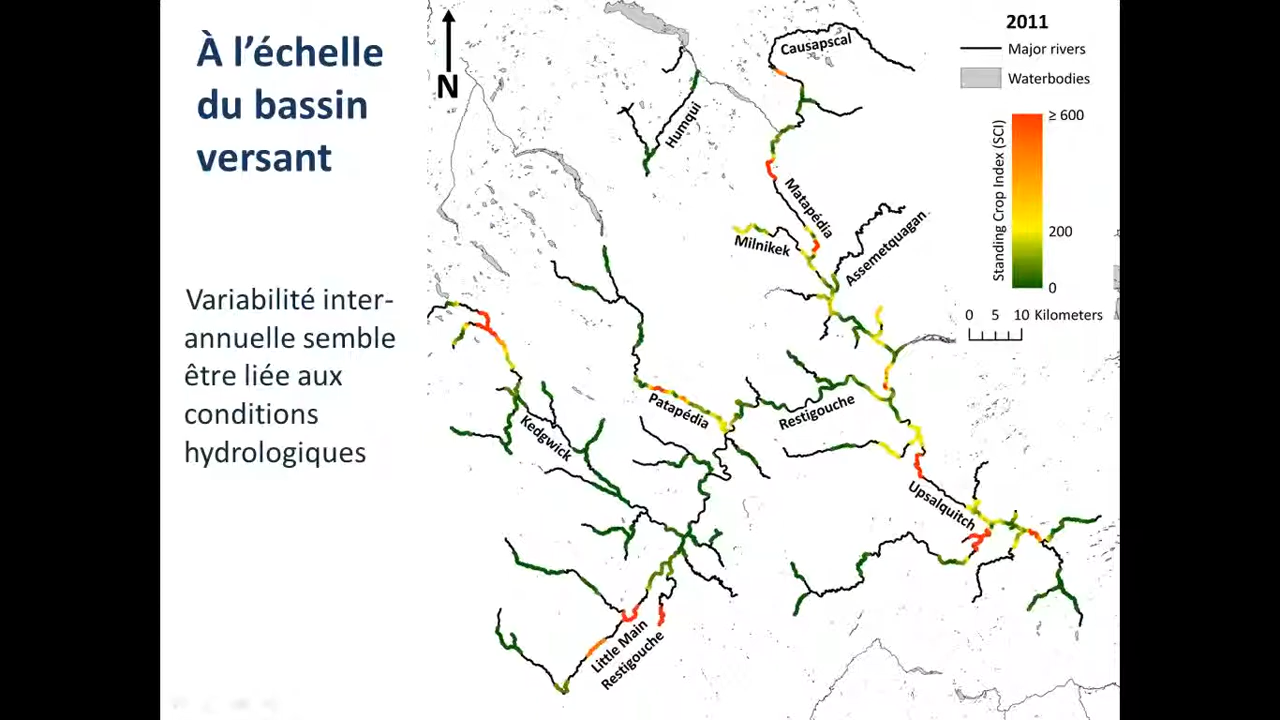 À l’échelle
du bassin
versant
Variabilité inter-
annuelle semble
être liée aux
conditions
hydrologiques
N
2011
Major rivers
Waterbodies
Standing Crop Index (SCI)
≥ 600
200
0
0 5 10 Kilometers
Causapscal
Humqui
Matapédia
Milnikek
Assemetquagan
Patapédia
Restigouche
Kedgwick
Upsalquitch
Little Main
Restigouche